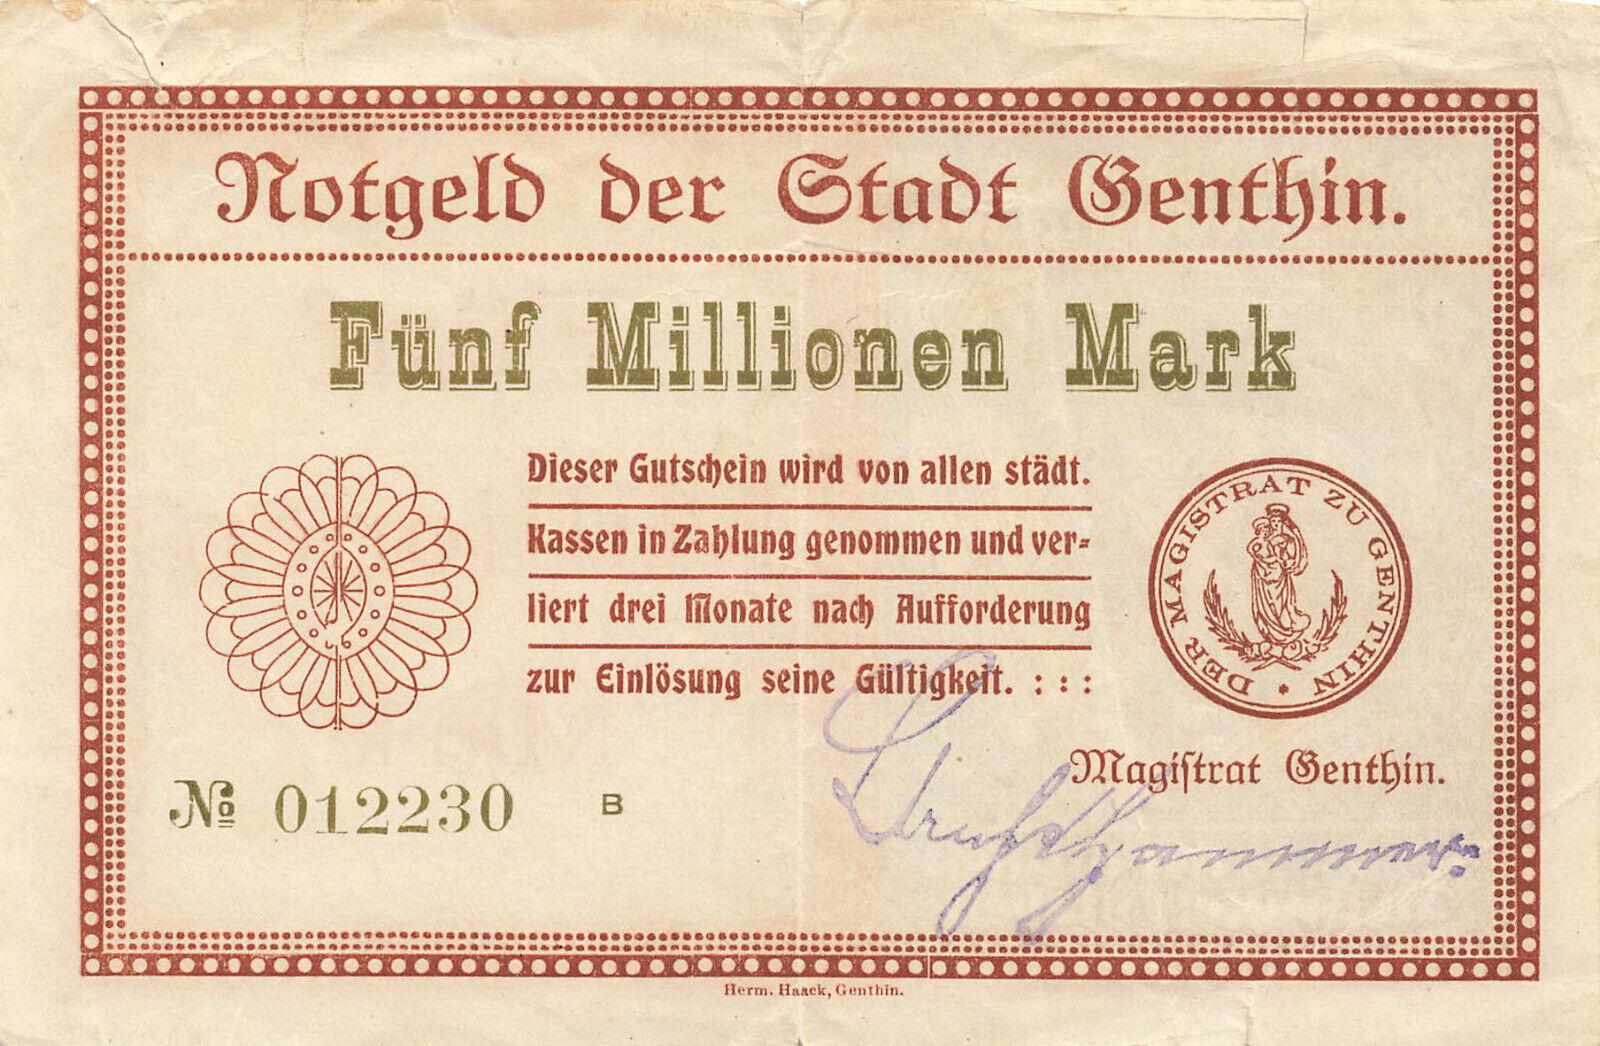 Notgeld der Stadt Genthin.
Fünf Millionen Mark
Dieser Gutschein wird von allen städt.
Kassen in Zahlung genommen und ver=
liert drei Monate nach Aufforderung
zur Einlösung seine Gültigkeit. : : :
DER MAGISTRAT ZU GENTHIN *
Magistrat Genthin.
№ 012230 B
Herm. Haack, Genthin.